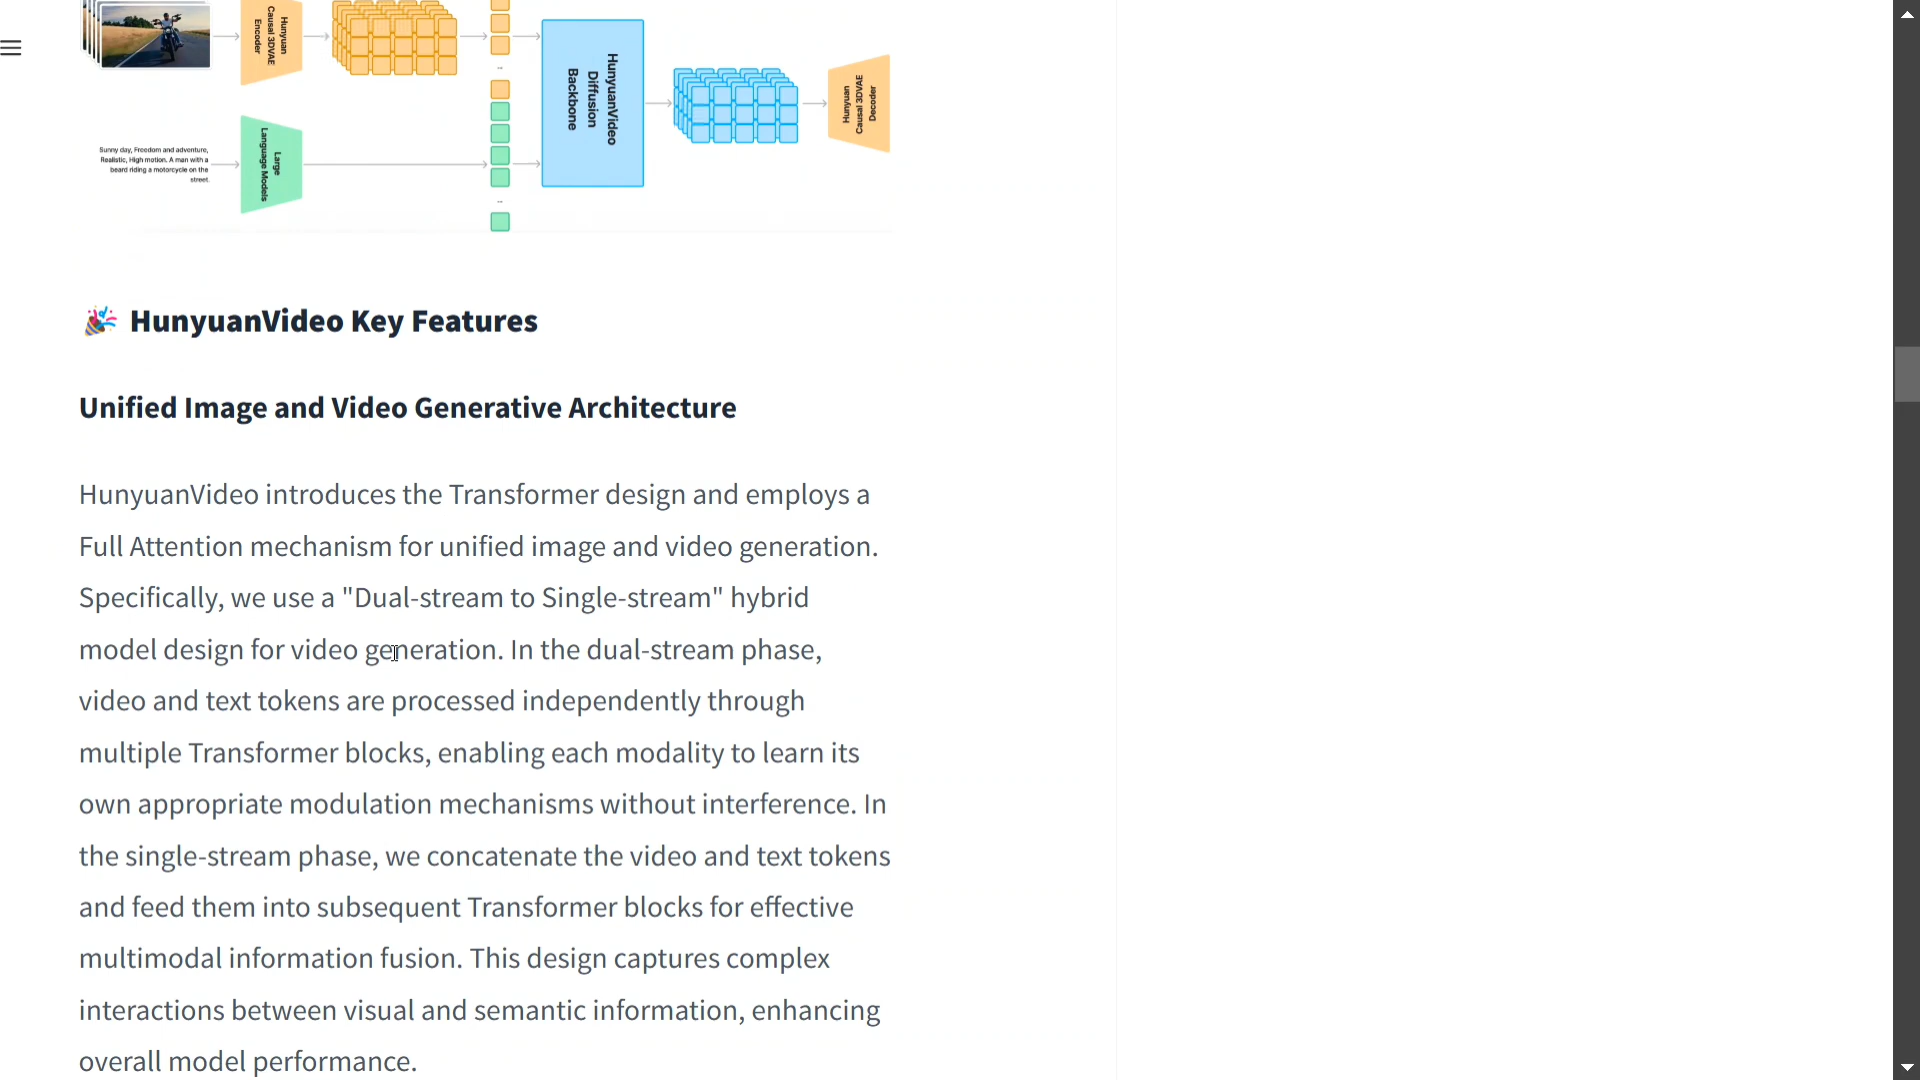 Hunyuan
Causal 3DVAE
Encoder
HunyuanVideo
Diffusion
Backbone
Hunyuan
Causal 3DVAE
Decoder
Sunny day, Freedom and adventure,
Realistic, High motion. A man with a
beard riding a motorcycle on the
street.
Large
Language Models
🎉 HunyuanVideo Key Features
Unified Image and Video Generative Architecture
HunyuanVideo introduces the Transformer design and employs a
Full Attention mechanism for unified image and video generation.
Specifically, we use a "Dual-stream to Single-stream" hybrid
model design for video generation. In the dual-stream phase,
video and text tokens are processed independently through
multiple Transformer blocks, enabling each modality to learn its
own appropriate modulation mechanisms without interference. In
the single-stream phase, we concatenate the video and text tokens
and feed them into subsequent Transformer blocks for effective
multimodal information fusion. This design captures complex
interactions between visual and semantic information, enhancing
overall model performance.